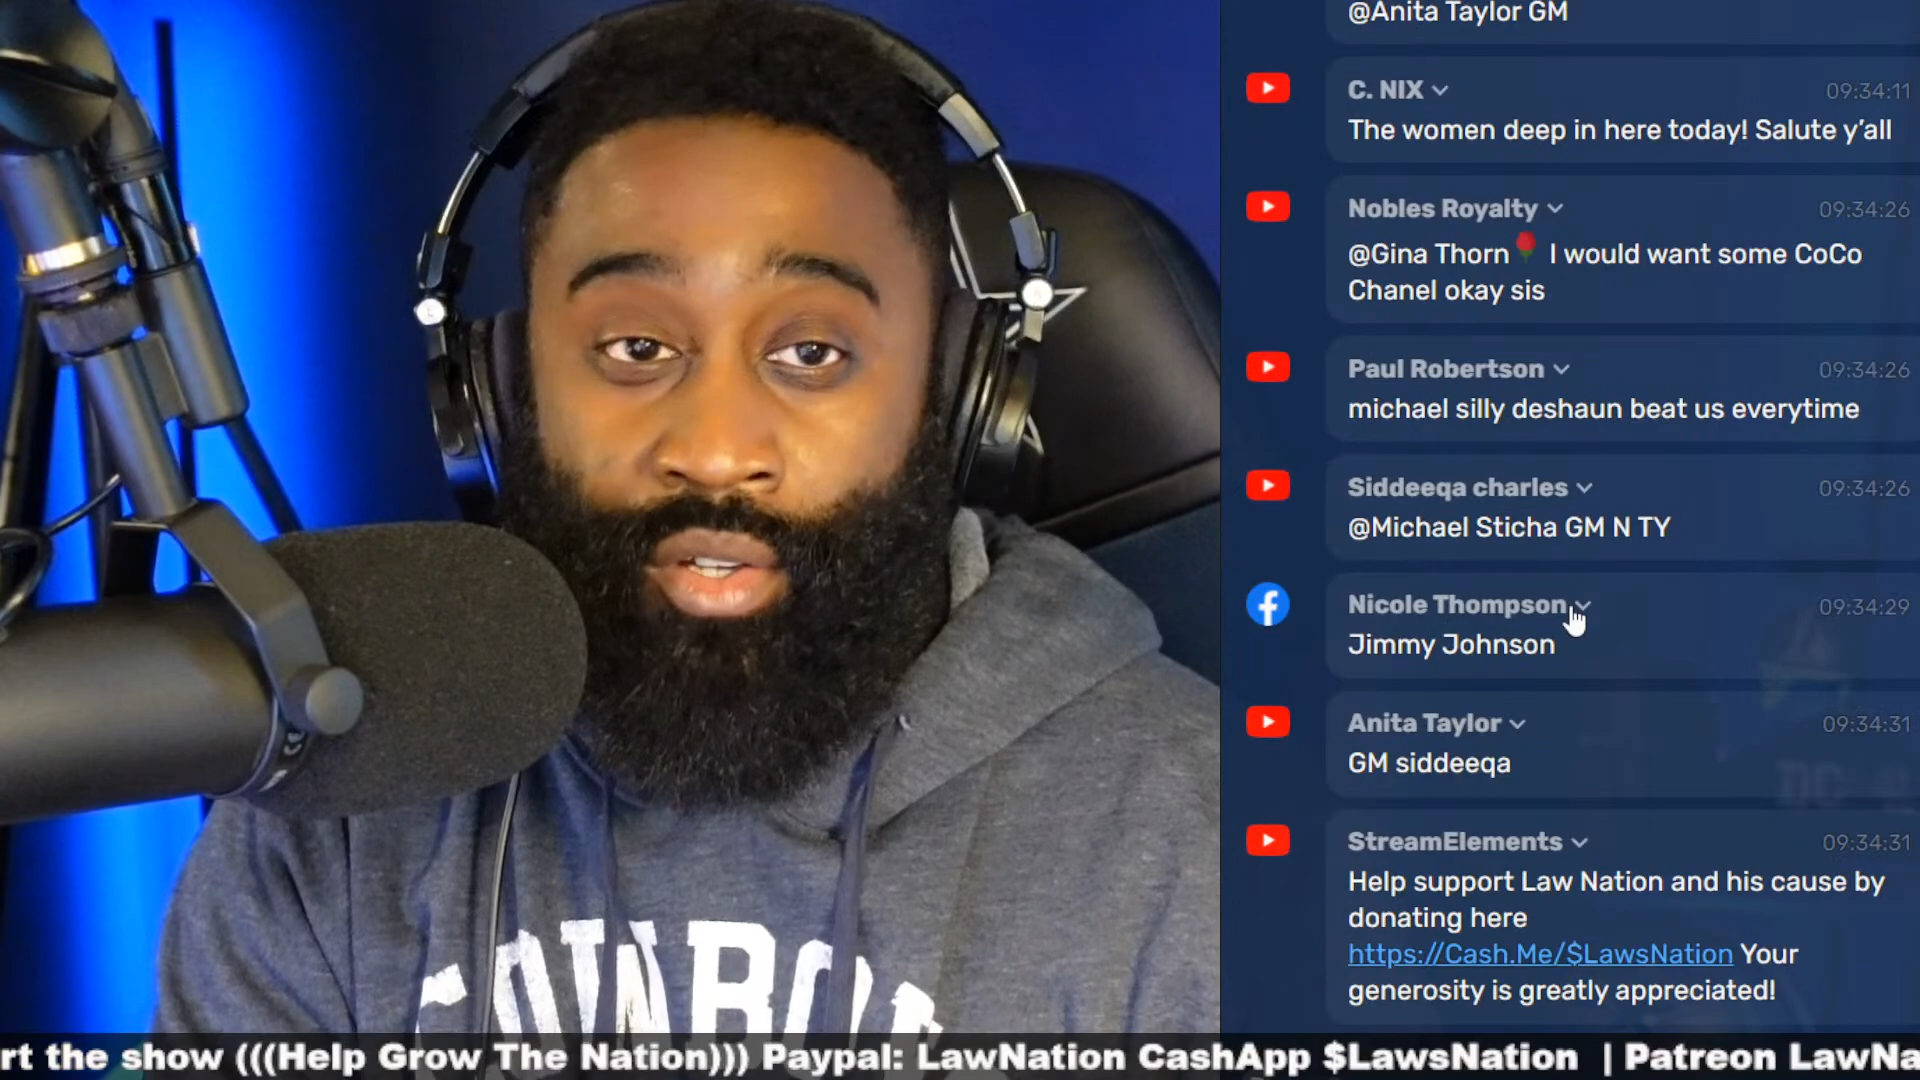 @Anita Taylor GM
C. NIX 09:34:11
The women deep in here today! Salute y’all
Nobles Royalty 09:34:26
@Gina Thorn🌹 I would want some CoCo
Chanel okay sis
Paul Robertson 09:34:26
michael silly deshaun beat us everytime
Siddeeqa charles 09:34:26
@Michael Sticha GM N TY
Nicole Thompson 09:34:29
Jimmy Johnson
Anita Taylor 09:34:31
GM siddeeqa
StreamElements 09:34:31
Help support Law Nation and his cause by
donating here
https://Cash.Me/$LawsNation Your
generosity is greatly appreciated!
COWBO
rt the show (((Help Grow The Nation))) Paypal: LawNation CashApp $LawsNation | Patreon LawNa